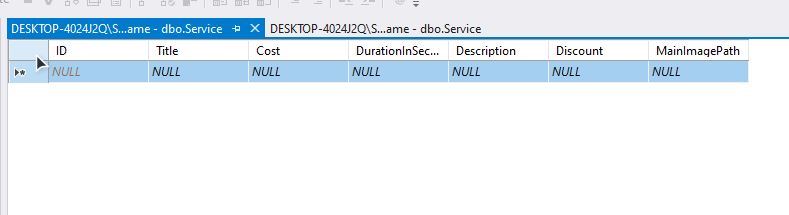 DESKTOP-4024J2Q\S...ame - dbo.Service DESKTOP-4024J2Q\S...ame - dbo.Service
ID Title Cost DurationInSec... Description Discount MainImagePath
NULL NULL NULL NULL NULL NULL NULL